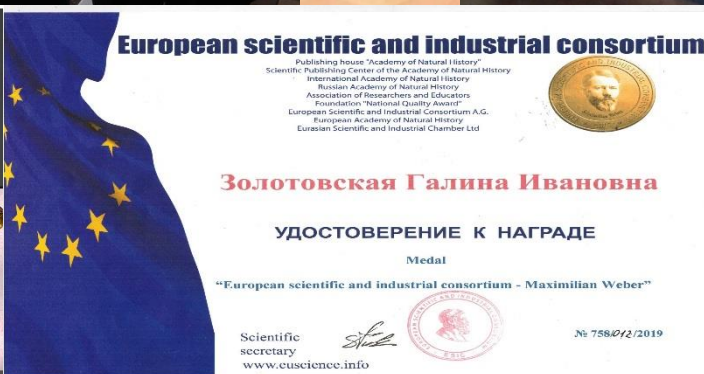 European scientific and industrial consortium
Publishing house "Academy of Natural History"
Scientific Publishing Center of the Academy of Natural History
International Academy of Natural History
Russian Academy of Natural History
Association of Researchers and Educators
Foundation "National Quality Award"
European Scientific and Industrial Consortium A.G.
European Academy of Natural History
Eurasian Scientific and Industrial Chamber Ltd
Золотовская Галина Ивановна
УДОСТОВЕРЕНИЕ К НАГРАДЕ
Medal
“European scientific and industrial consortium - Maximilian Weber”
Scientific
secretary
www.euscience.info
№ 758/012/2019